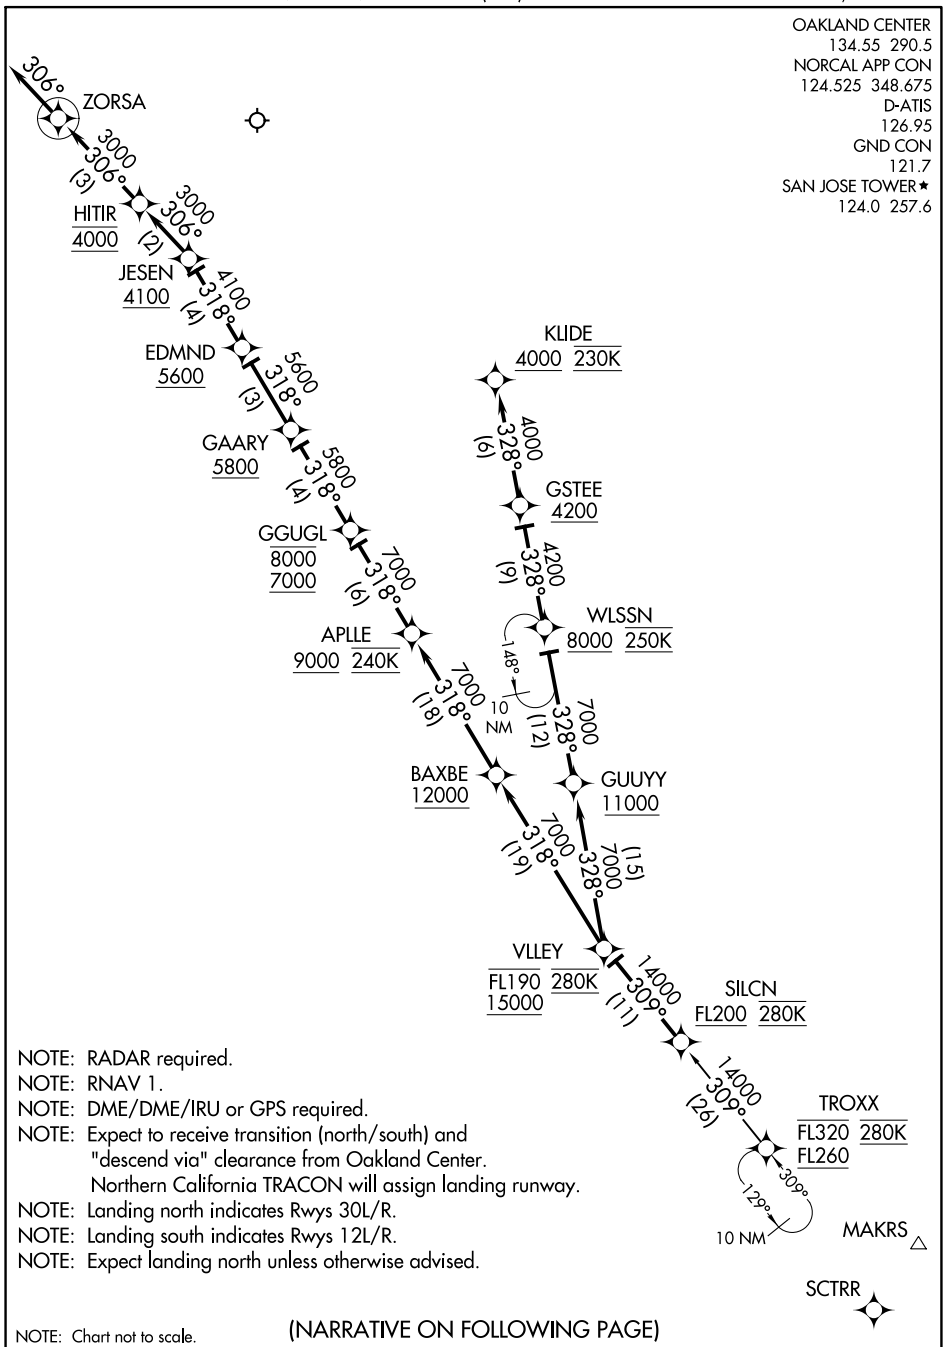 OAKLAND CENTER
134.55 290.5
NORCAL APP CON
124.525 348.675
D-ATIS
126.95
GND CON
121.7
SAN JOSE TOWER★
124.0 257.6
306°
ZORSA
3000
306°
(3)
HITIR
4000
3000
306°
(2)
JESEN
4100
4100
318°
(4)
EDMND
5600
5600
318°
(3)
GAARY
5800
5800
318°
(4)
GGUGL
8000
7000
7000
318°
(6)
APLLE
9000 240K
7000
318°
(18)
BAXBE
12000
7000
318°
(19)
KLIDE
4000 230K
4000
328°
(6)
GSTEE
4200
4200
328°
(9)
WLSSN
8000 250K
148°
10
NM
7000
328°
(12)
GUUYY
11000
(15)
7000
328°
VLLEY
FL190 280K
15000
14000
309°
(11)
SILCN
FL200 280K
14000
309°
(26)
TROXX
FL320 280K
FL260
309°
129°
10 NM
MAKRS
SCTRR
NOTE: RADAR required.
NOTE: RNAV 1.
NOTE: DME/DME/IRU or GPS required.
NOTE: Expect to receive transition (north/south) and
"descend via" clearance from Oakland Center.
Northern California TRACON will assign landing runway.
NOTE: Landing north indicates Rwys 30L/R.
NOTE: Landing south indicates Rwys 12L/R.
NOTE: Expect landing north unless otherwise advised.
NOTE: Chart not to scale.
(NARRATIVE ON FOLLOWING PAGE)